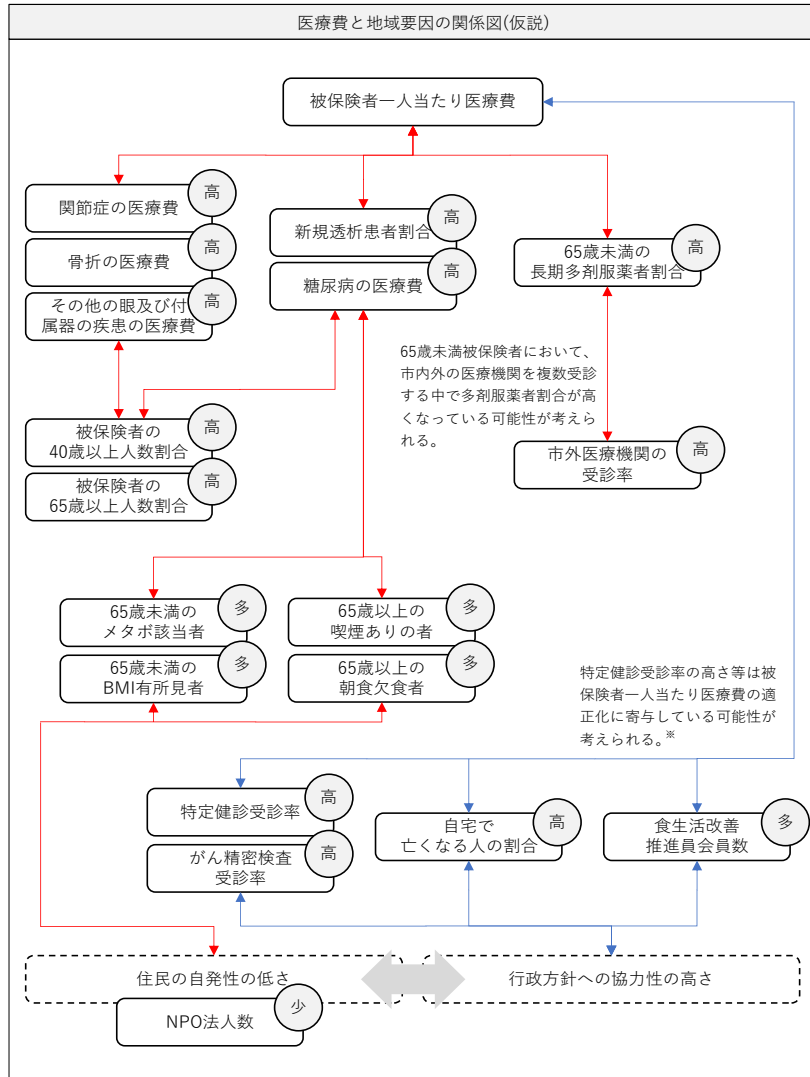 医療費と地域要因の関係図(仮説)
被保険者一人当たり医療費
関節症の医療費
高
骨折の医療費
高
その他の眼及び付
属器の疾患の医療費
高
新規透析患者割合
高
糖尿病の医療費
高
65歳未満の
長期多剤服薬者割合
高
65歳未満被保険者において、
市内外の医療機関を複数受診
する中で多剤服薬者割合が高
くなっている可能性が考えら
れる。
被保険者の
40歳以上人数割合
高
被保険者の
65歳以上人数割合
高
市外医療機関の
受診率
高
65歳未満の
メタボ該当者
多
65歳未満の
BMI有所見者
多
65歳以上の
喫煙ありの者
多
65歳以上の
朝食欠食者
多
特定健診受診率の高さ等は被
保険者一人当たり医療費の適
正化に寄与している可能性が
考えられる。※
特定健診受診率
高
がん精密検査
受診率
高
自宅で
亡くなる人の割合
高
食生活改善
推進員会員数
多
住民の自発性の低さ
行政方針への協力性の高さ
NPO法人数
少